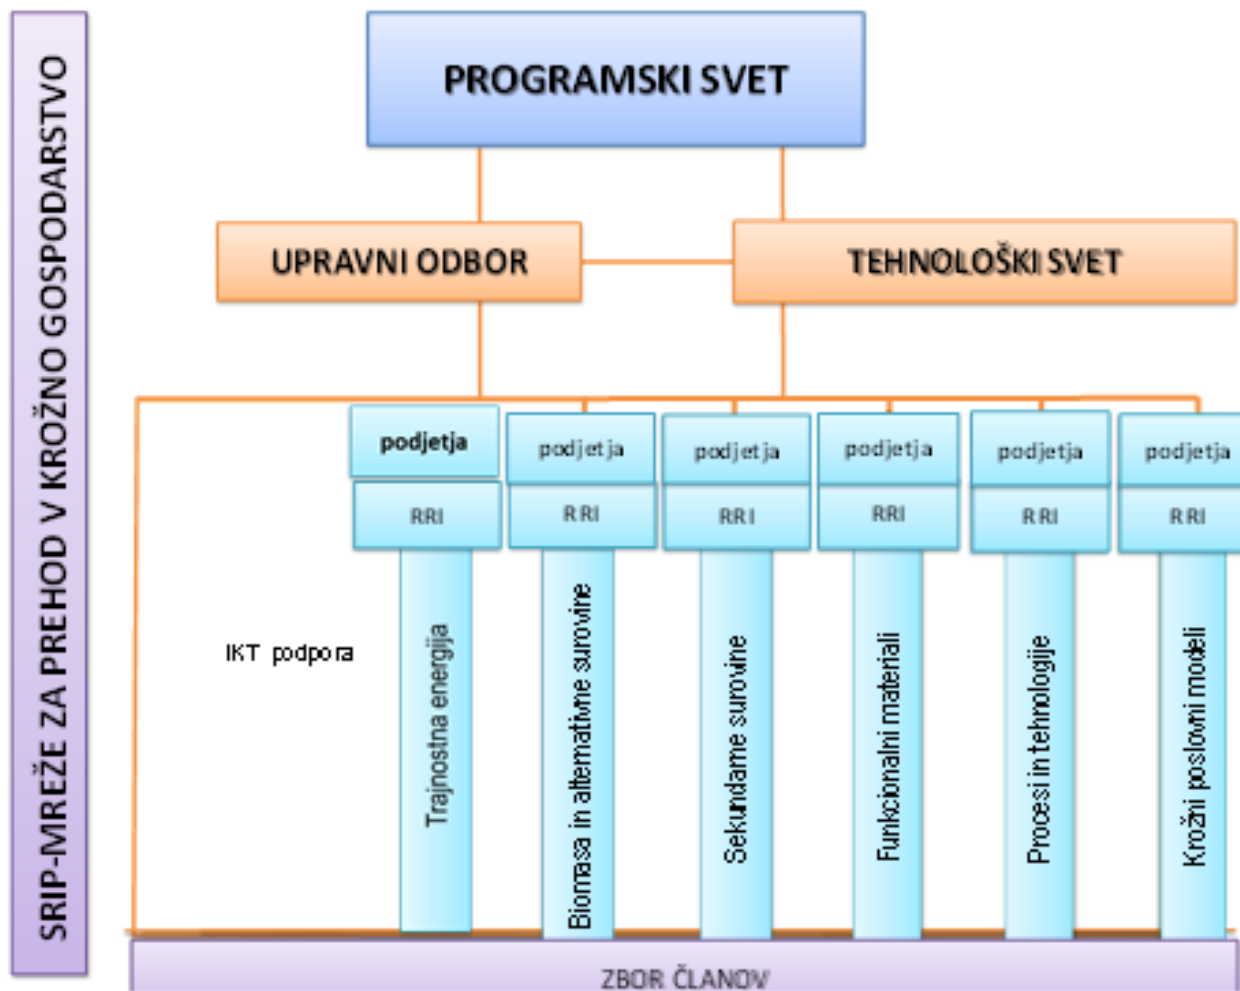 SRIP-MREŽE ZA PREHOD V KROŽNO GOSPODARSTVO
PROGRAMSKI SVET
UPRAVNI ODBOR
TEHNOLOŠKI SVET
podjetja
podjetja
podjetja
podjetja
podjetja
podjetja
RRI
RRI
RRI
RRI
RRI
RRI
IKT podpora
Trajnostna energija
Biomasa in alternativne surovine
Sekundarne surovine
Funkcionalni materiali
Procesi in tehnologije
Krožni poslovni modeli
ZBOR ČLANOV